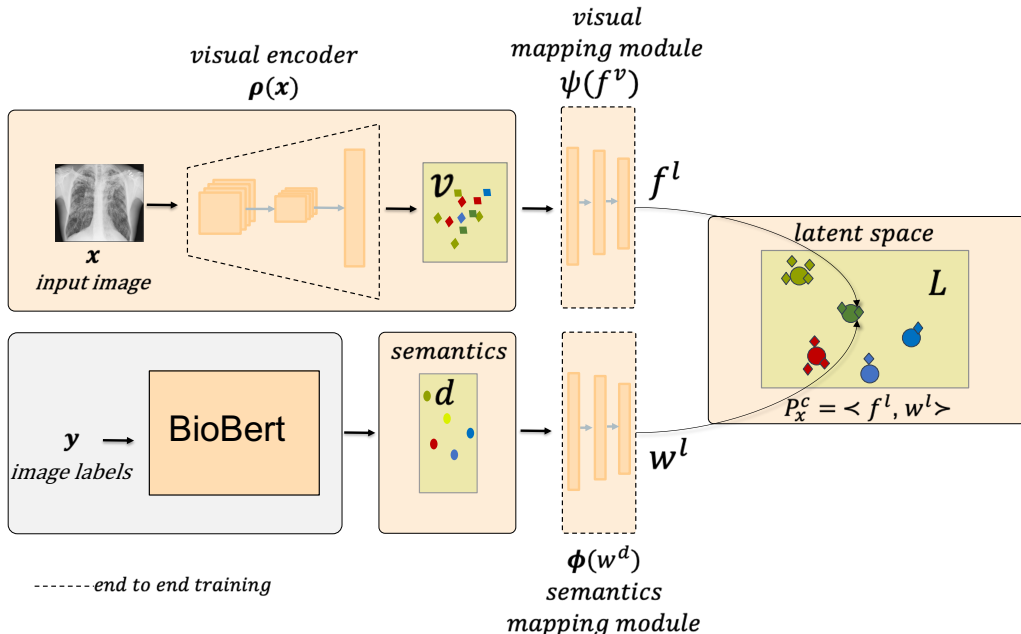 visual encoder
ρ(x)
visual
mapping module
ψ(f^v)
x
input image
v
f^l
latent space
L
P_x^c = ≺ f^l, w^l ≻
y
image labels
BioBert
semantics
d
w^l
ϕ(w^d)
semantics
mapping module
end to end training